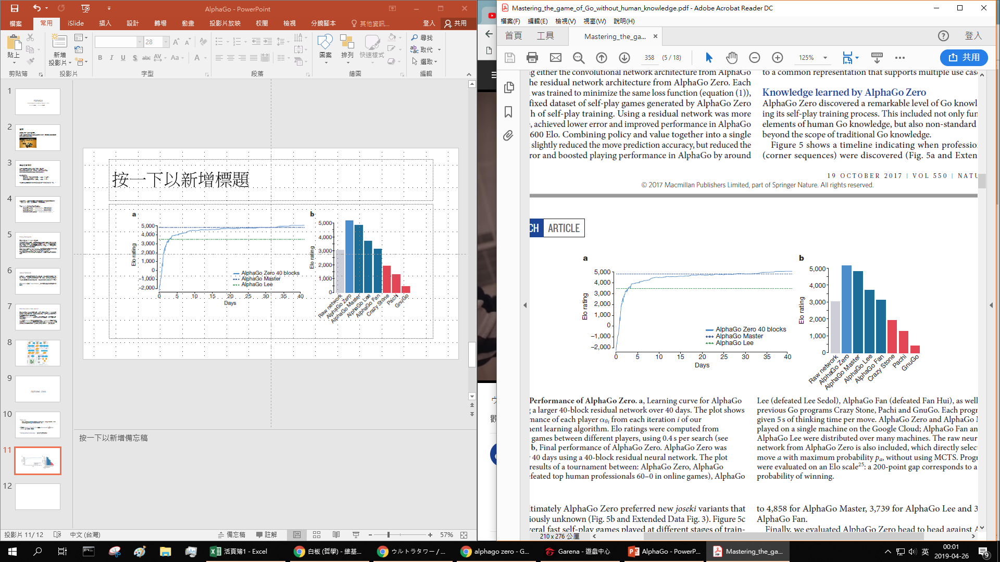 AlphaGo - PowerPoint
檔案 常用 iSlide 插入 設計 轉場 動畫 投影片放映 校閱 檢視 分鏡腳本 其他資訊... 登入 共用
貼上
新增
投影片
28
B I U S abc AV Aa A
圖案 排列 快速樣式
尋找
取代
選取
剪貼簿 投影片 字型 段落 繪圖 編輯
1
AlphaGo
2
3
4
5
6
7
8
9
AlphaGo Zero
10
11
12
按一下以新增標題
a
5,000
4,000
3,000
2,000
1,000
0
−1,000
−2,000
Elo rating
0 5 10 15 20 25 30 35 40
Days
AlphaGo Zero 40 blocks
AlphaGo Master
AlphaGo Lee
b
5,000
4,000
3,000
2,000
1,000
0
Elo rating
Raw network
AlphaGo Zero
AlphaGo Master
AlphaGo Lee
AlphaGo Fan
Crazy Stone
Pachi
GnuGo
按一下以新增備忘稿
投影片 11/ 12 中文 (台灣) 備忘稿 註解 57%
Mastering_the_game_of_Go_without_human_knowledge.pdf - Adobe Acrobat Reader DC
檔案(F) 編輯(E) 檢視(V) 視窗(W) 說明(H)
首頁 工具 Mastering_the_ga... × 登入
358 (5 / 18) 125% 共用
g either the convolutional network architecture from AlphaGo
he residual network architecture from AlphaGo Zero. Each
was trained to minimize the same loss function (equation (1)),
fixed dataset of self-play games generated by AlphaGo Zero
h of self-play training. Using a residual network was more
, achieved lower error and improved performance in AlphaGo
600 Elo. Combining policy and value together into a single
slightly reduced the move prediction accuracy, but reduced the
ror and boosted playing performance in AlphaGo by around
to a common representation that supports multiple use cas
Knowledge learned by AlphaGo Zero
AlphaGo Zero discovered a remarkable level of Go knowl
ing its self-play training process. This included not only fun
elements of human Go knowledge, but also non-standard
beyond the scope of traditional Go knowledge.
Figure 5 shows a timeline indicating when professio
(corner sequences) were discovered (Fig. 5a and Exten
19 OCTOBER 2017 | VOL 550 | NATU
© 2017 Macmillan Publishers Limited, part of Springer Nature. All rights reserved.
CH ARTICLE
a
5,000
4,000
3,000
2,000
1,000
0
−1,000
−2,000
Elo rating
0 5 10 15 20 25 30 35 40
Days
AlphaGo Zero 40 blocks
AlphaGo Master
AlphaGo Lee
b
5,000
4,000
3,000
2,000
1,000
0
Elo rating
Raw network
AlphaGo Zero
AlphaGo Master
AlphaGo Lee
AlphaGo Fan
Crazy Stone
Pachi
GnuGo
Performance of AlphaGo Zero. a, Learning curve for AlphaGo
g a larger 40-block residual network over 40 days. The plot shows
mance of each player αθi from each iteration i of our
ent learning algorithm. Elo ratings were computed from
games between different players, using 0.4 s per search (see
b, Final performance of AlphaGo Zero. AlphaGo Zero was
40 days using a 40-block residual neural network. The plot
results of a tournament between: AlphaGo Zero, AlphaGo
efeated top human professionals 60–0 in online games), AlphaGo
Lee (defeated Lee Sedol), AlphaGo Fan (defeated Fan Hui), as well
previous Go programs Crazy Stone, Pachi and GnuGo. Each progr
given 5 s of thinking time per move. AlphaGo Zero and AlphaGo M
played on a single machine on the Google Cloud; AlphaGo Fan an
AlphaGo Lee were distributed over many machines. The raw neur
network from AlphaGo Zero is also included, which directly selec
move a with maximum probability pa, without using MCTS. Progr
were evaluated on an Elo scale25: a 200-point gap corresponds to a
probability of winning.
ltimately AlphaGo Zero preferred new joseki variants that
iously unknown (Fig. 5b and Extended Data Fig. 3). Figure 5c
veral fast self-play games played at different stages of train-
to 4,858 for AlphaGo Master, 3,739 for AlphaGo Lee and 3
AlphaGo Fan.
Finally, we evaluated AlphaGo Zero head to head against A
210 x 276 公厘
活頁簿1 - Excel
白板 (哲學) - 維基...
ウルトラタワー / ...
alphago zero - G...
Garena - 遊戲中心
AlphaGo - PowerP...
Mastering_the_ga...
英
00:01
2019-04-26
9